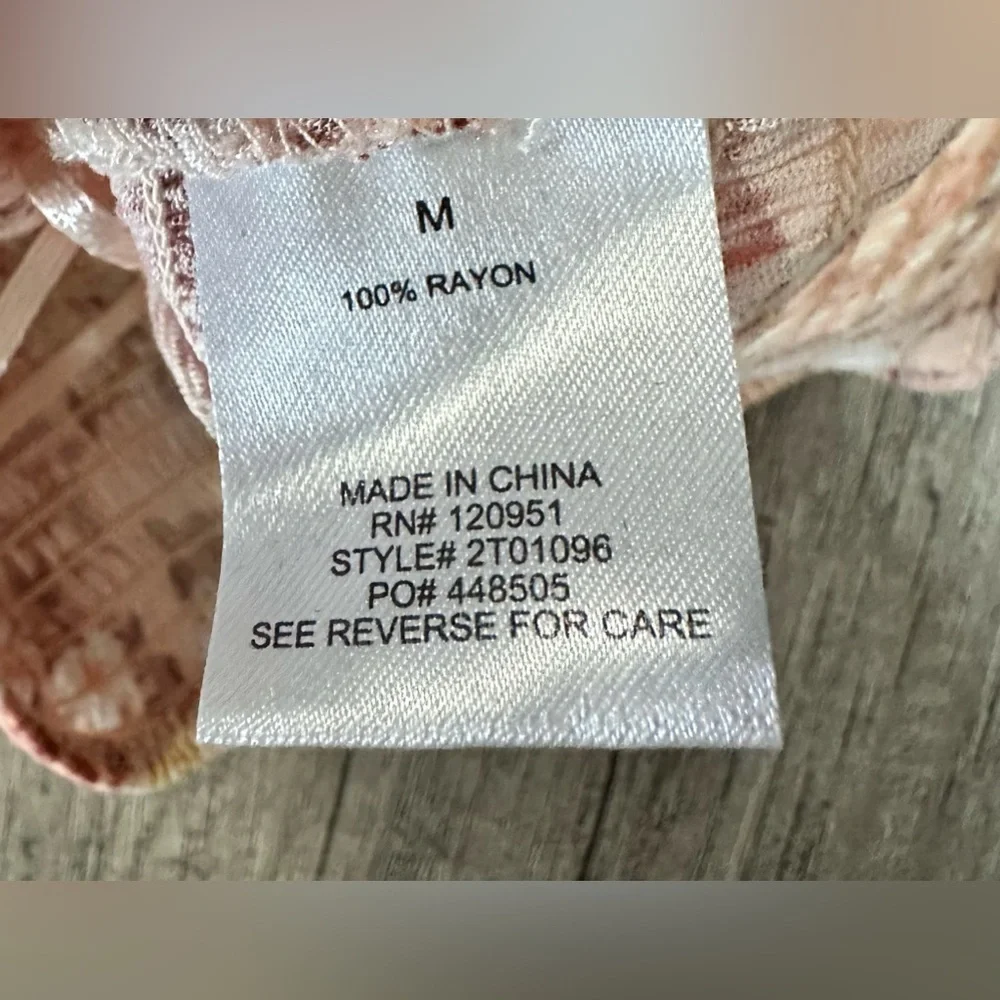 M
100% RAYON
MADE IN CHINA
RN# 120951
STYLE# 2T01096
PO# 448505
SEE REVERSE FOR CARE